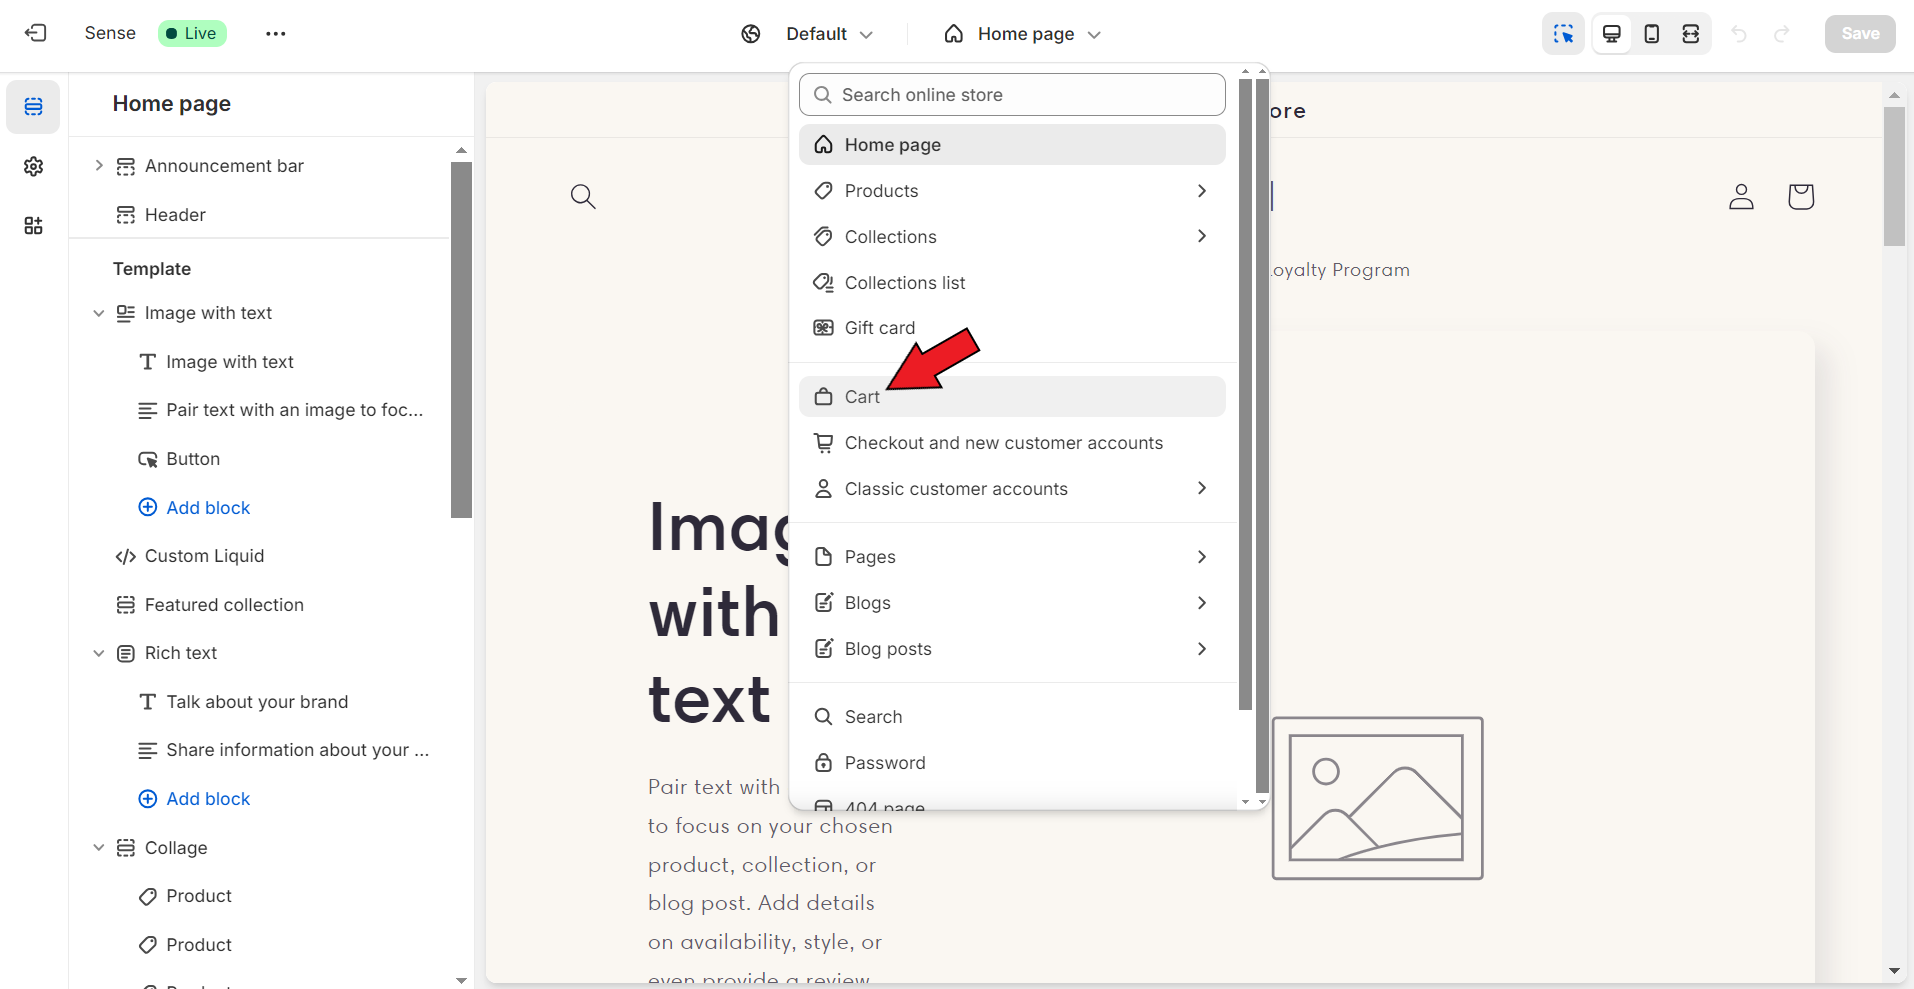 Sense
Live
Default
Home page
Save
Home page
Announcement bar
Header
Template
Image with text
Image with text
Pair text with an image to foc...
Button
Add block
Custom Liquid
Featured collection
Rich text
Talk about your brand
Share information about your ...
Add block
Collage
Product
Product
Search online store
Home page
Products
Collections
Collections list
Gift card
Cart
Checkout and new customer accounts
Classic customer accounts
Pages
Blogs
Blog posts
Search
Password
404 page
ore
oyalty Program
Imag
with
text
Pair text with
to focus on your chosen
product, collection, or
blog post. Add details
on availability, style, or
even provide a review